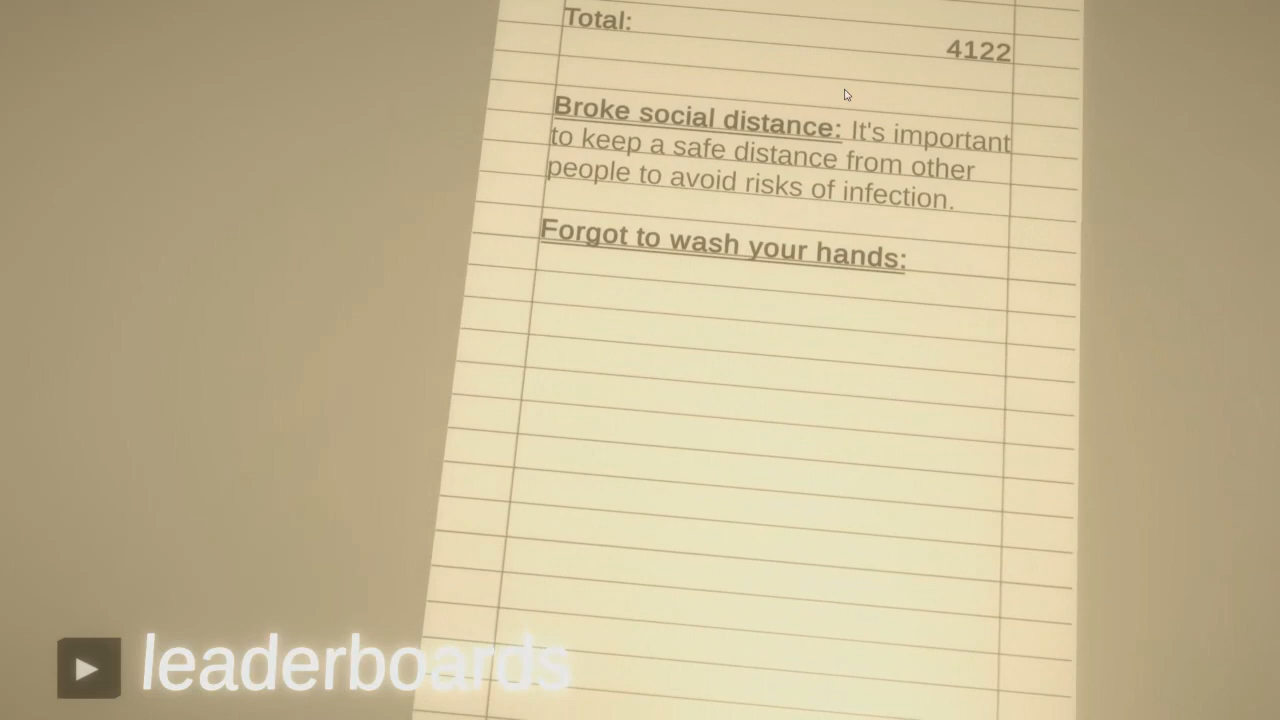 Total:
4122
Broke social distance: It's important
to keep a safe distance from other
people to avoid risks of infection.
Forgot to wash your hands:
leaderboards